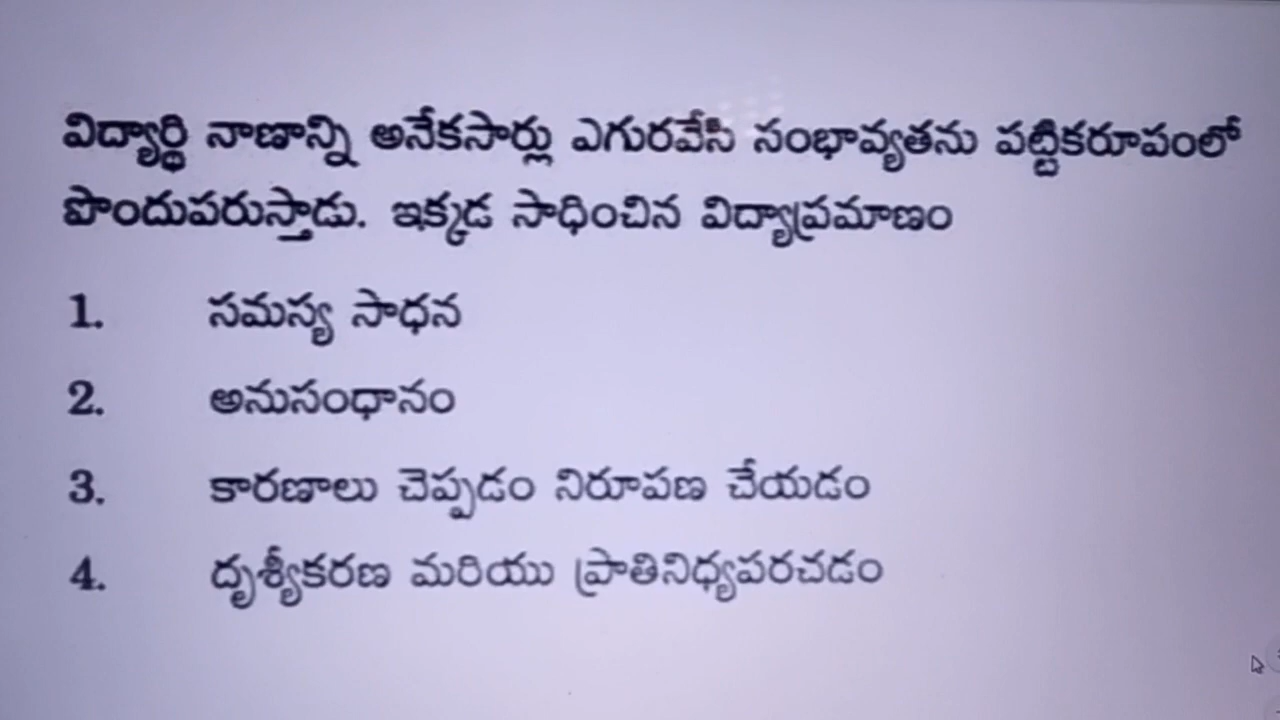 విద్యార్థి నాణాన్ని అనేకసార్లు ఎగురవేసి సంభావ్యతను పట్టికరూపంలో
పొందుపరుస్తాడు. ఇక్కడ సాధించిన విద్యాప్రమాణం
1. సమస్య సాధన
2. అనుసంధానం
3. కారణాలు చెప్పడం నిరూపణ చేయడం
4. దృశ్యీకరణ మరియు ప్రాతినిధ్యపరచడం